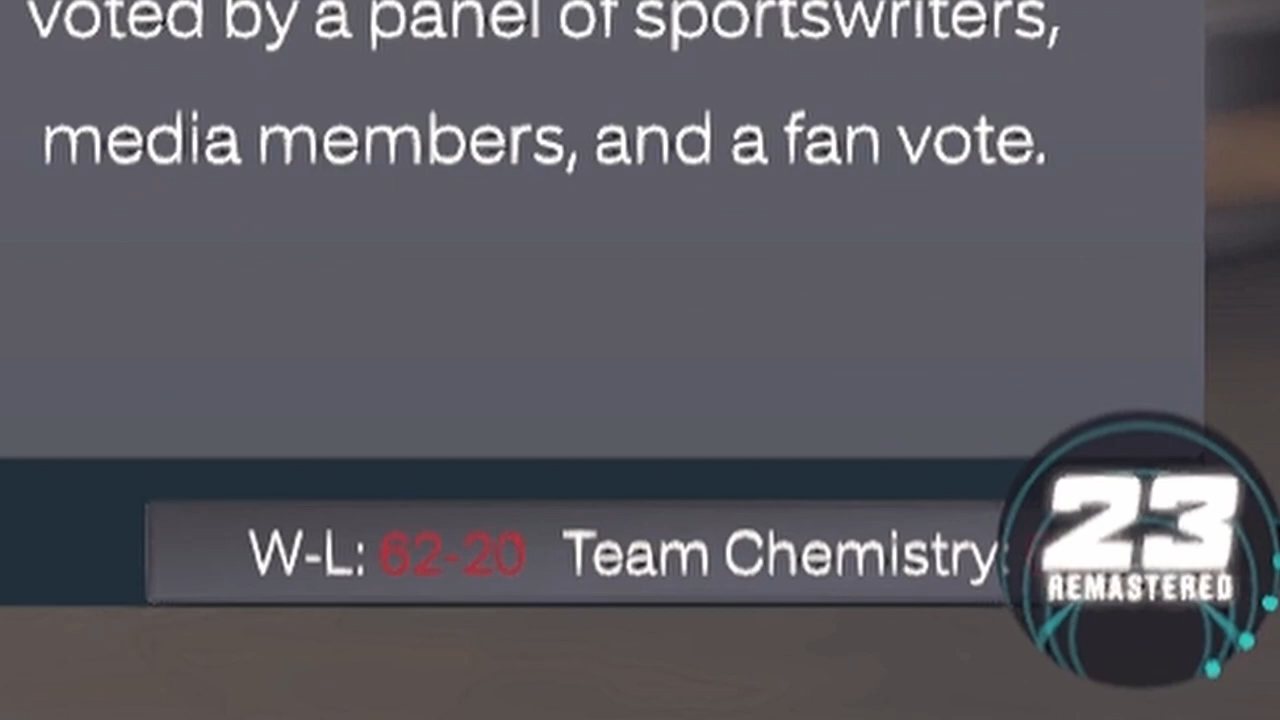 voted by a panel of sportswriters,
media members, and a fan vote.
W-L: 62-20 Team Chemistry:
23
REMASTERED